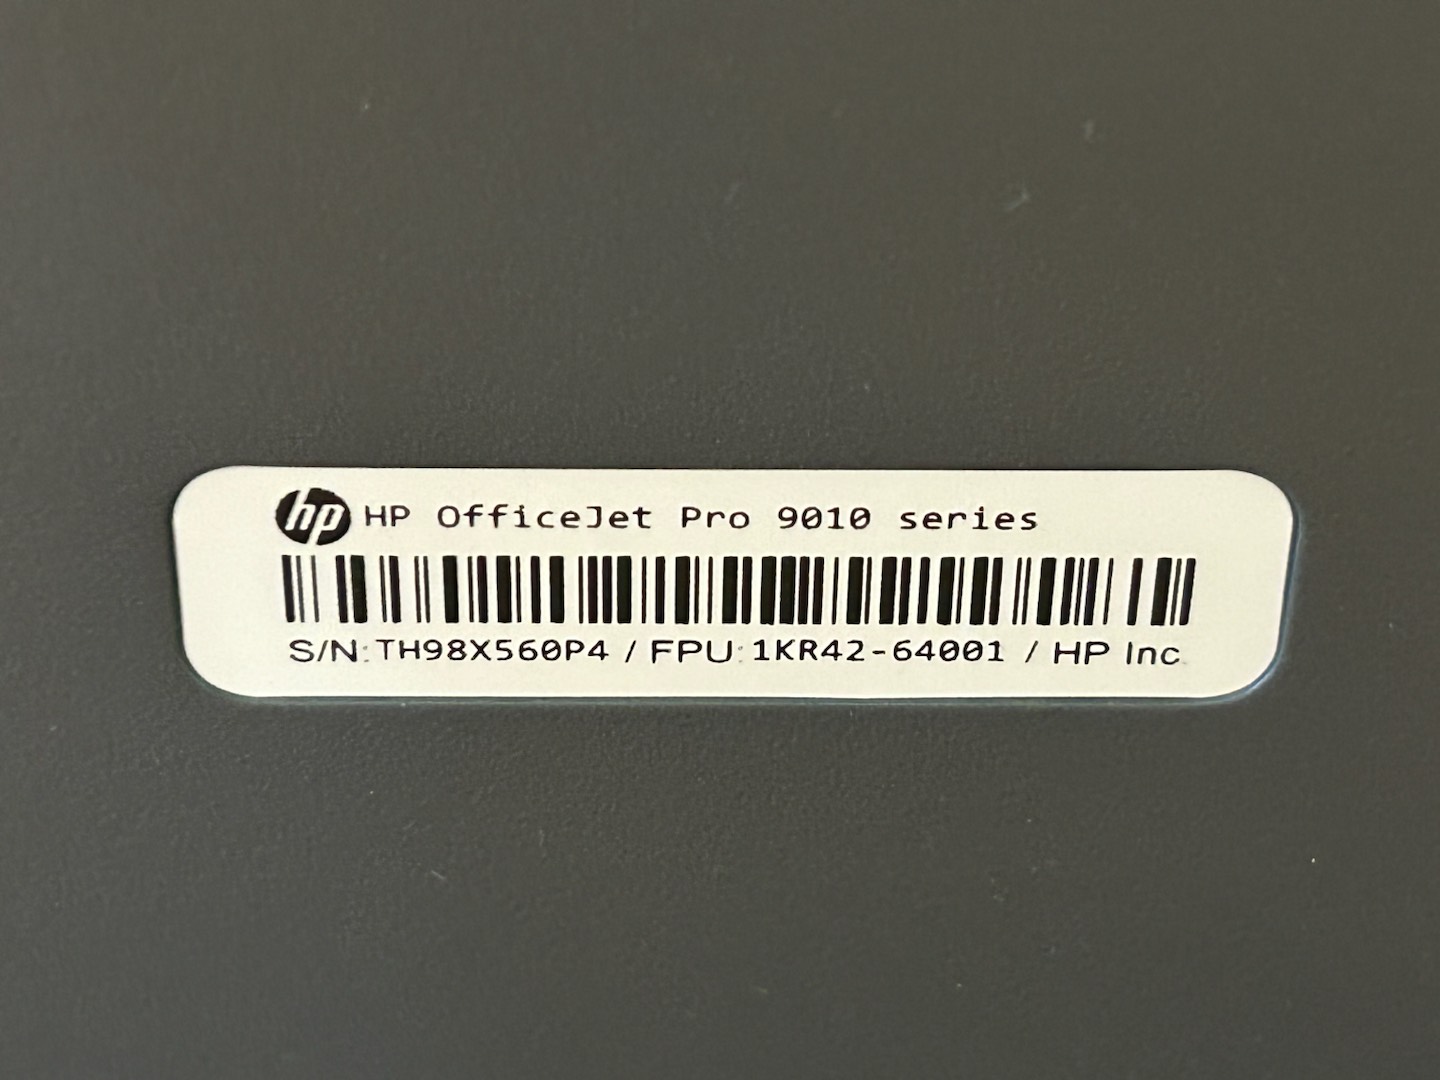 hp HP OfficeJet Pro 9010 series
S/N:TH98X560P4 / FPU:1KR42-64001 / HP Inc.